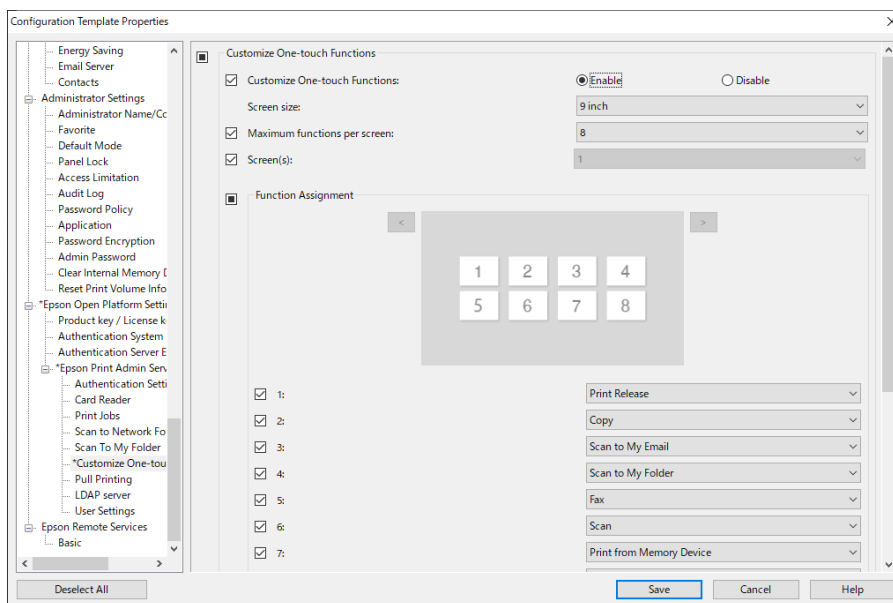 Configuration Template Properties
Energy Saving
Email Server
Contacts
Administrator Settings
Administrator Name/Cc
Favorite
Default Mode
Panel Lock
Access Limitation
Audit Log
Password Policy
Application
Password Encryption
Admin Password
Clear Internal Memory D
Reset Print Volume Info
*Epson Open Platform Settin
Product key / License k
Authentication System
Authentication Server E
*Epson Print Admin Serv
Authentication Setti
Card Reader
Print Jobs
Scan to Network Fo
Scan To My Folder
*Customize One-tou
Pull Printing
LDAP server
User Settings
Epson Remote Services
Basic
Customize One-touch Functions
Customize One-touch Functions: Enable Disable
Screen size: 9 inch
Maximum functions per screen: 8
Screen(s): 1
Function Assignment
< >
1 2 3 4
5 6 7 8
1: Print Release
2: Copy
3: Scan to My Email
4: Scan to My Folder
5: Fax
6: Scan
7: Print from Memory Device
Deselect All Save Cancel Help